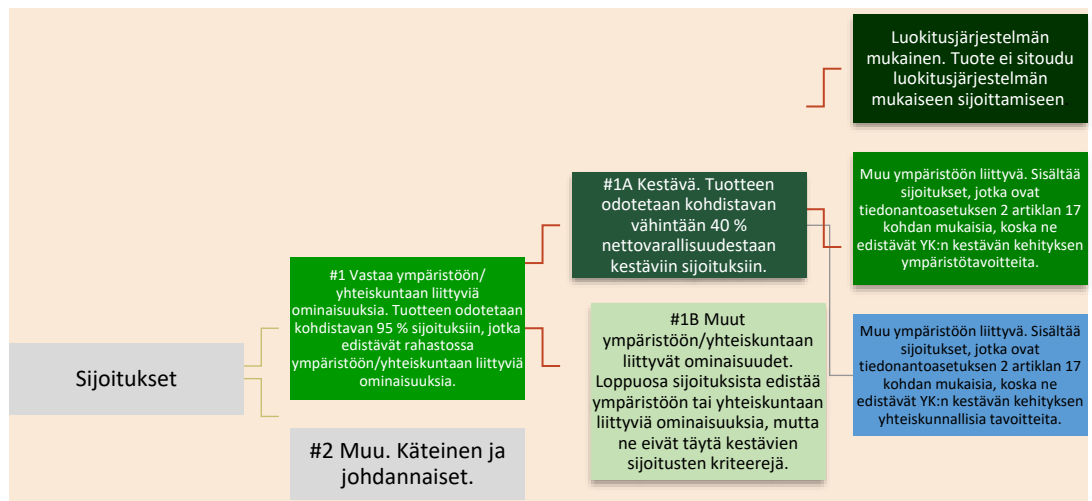 Sijoitukset
#1 Vastaa ympäristöön/
yhteiskuntaan liittyviä
ominaisuuksia. Tuotteen odotetaan
kohdistavan 95 % sijoituksiin, jotka
edistävät rahastossa
ympäristöön/yhteiskuntaan liittyviä
ominaisuuksia.
#2 Muu. Käteinen ja
johdannaiset.
#1A Kestävä. Tuotteen
odotetaan kohdistavan
vähintään 40 %
nettovarallisuudestaan
kestäviin sijoituksiin.
#1B Muut
ympäristöön/yhteiskuntaan
liittyvät ominaisuudet.
Loppuosa sijoituksista edistää
ympäristöön tai yhteiskuntaan
liittyviä ominaisuuksia, mutta
ne eivät täytä kestävien
sijoitusten kriteerejä.
Luokitusjärjestelmän
mukainen. Tuote ei sitoudu
luokitusjärjestelmän
mukaiseen sijoittamiseen.
Muu ympäristöön liittyvä. Sisältää
sijoitukset, jotka ovat
tiedonantoasetuksen 2 artiklan 17
kohdan mukaisia, koska ne
edistävät YK:n kestävän kehityksen
ympäristötavoitteita.
Muu ympäristöön liittyvä. Sisältää
sijoitukset, jotka ovat
tiedonantoasetuksen 2 artiklan 17
kohdan mukaisia, koska ne
edistävät YK:n kestävän kehityksen
yhteiskunnallisia tavoitteita.